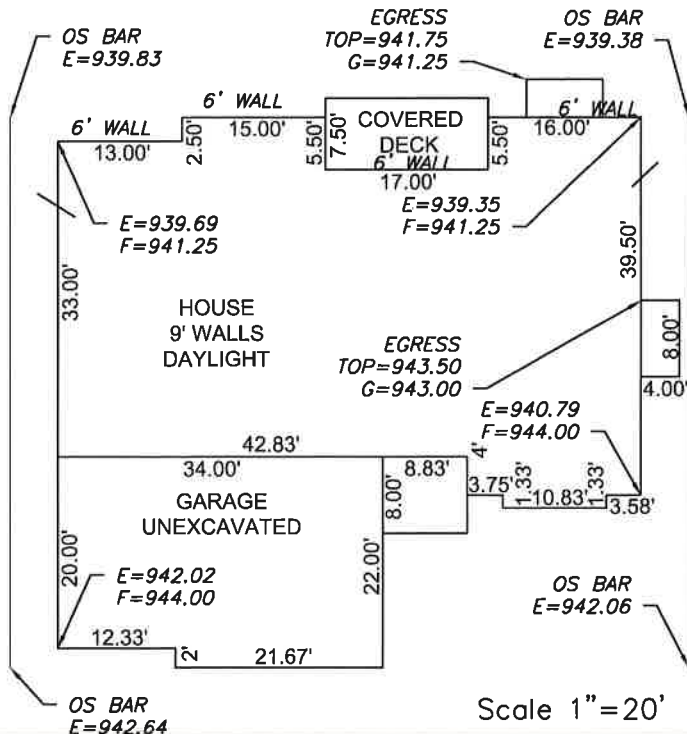 OS BAR
E=939.83
EGRESS
TOP=941.75
G=941.25
OS BAR
E=939.38
6' WALL
13.00'
2.50'
6' WALL
15.00'
5.50'
7.50'
COVERED
DECK
6' WALL
17.00'
5.50'
6' WALL
16.00'
E=939.69
F=941.25
E=939.35
F=941.25
33.00'
39.50'
HOUSE
9' WALLS
DAYLIGHT
EGRESS
TOP=943.50
G=943.00
8.00'
4.00'
E=940.79
F=944.00
42.83'
34.00'
8.83'
4'
3.75'
1.33'
10.83'
1.33'
3.58'
GARAGE
UNEXCAVATED
8.00'
20.00'
22.00'
E=942.02
F=944.00
12.33'
2'
21.67'
OS BAR
E=942.06
OS BAR
E=942.64
Scale 1"=20'